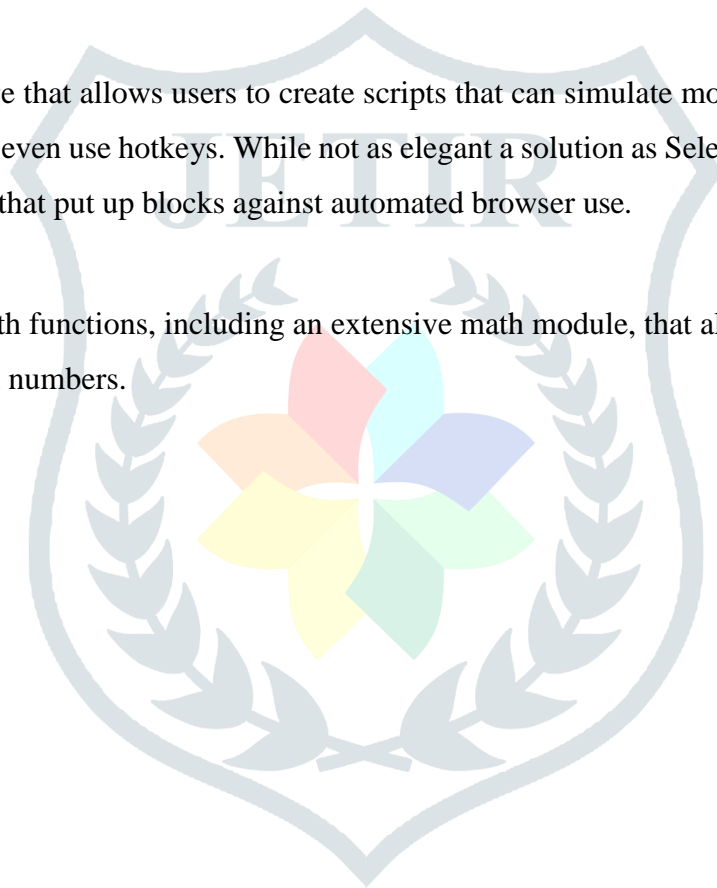 e that allows users to create scripts that can simulate mo
even use hotkeys. While not as elegant a solution as Sele
that put up blocks against automated browser use.
JETIR
th functions, including an extensive math module, that al
numbers.